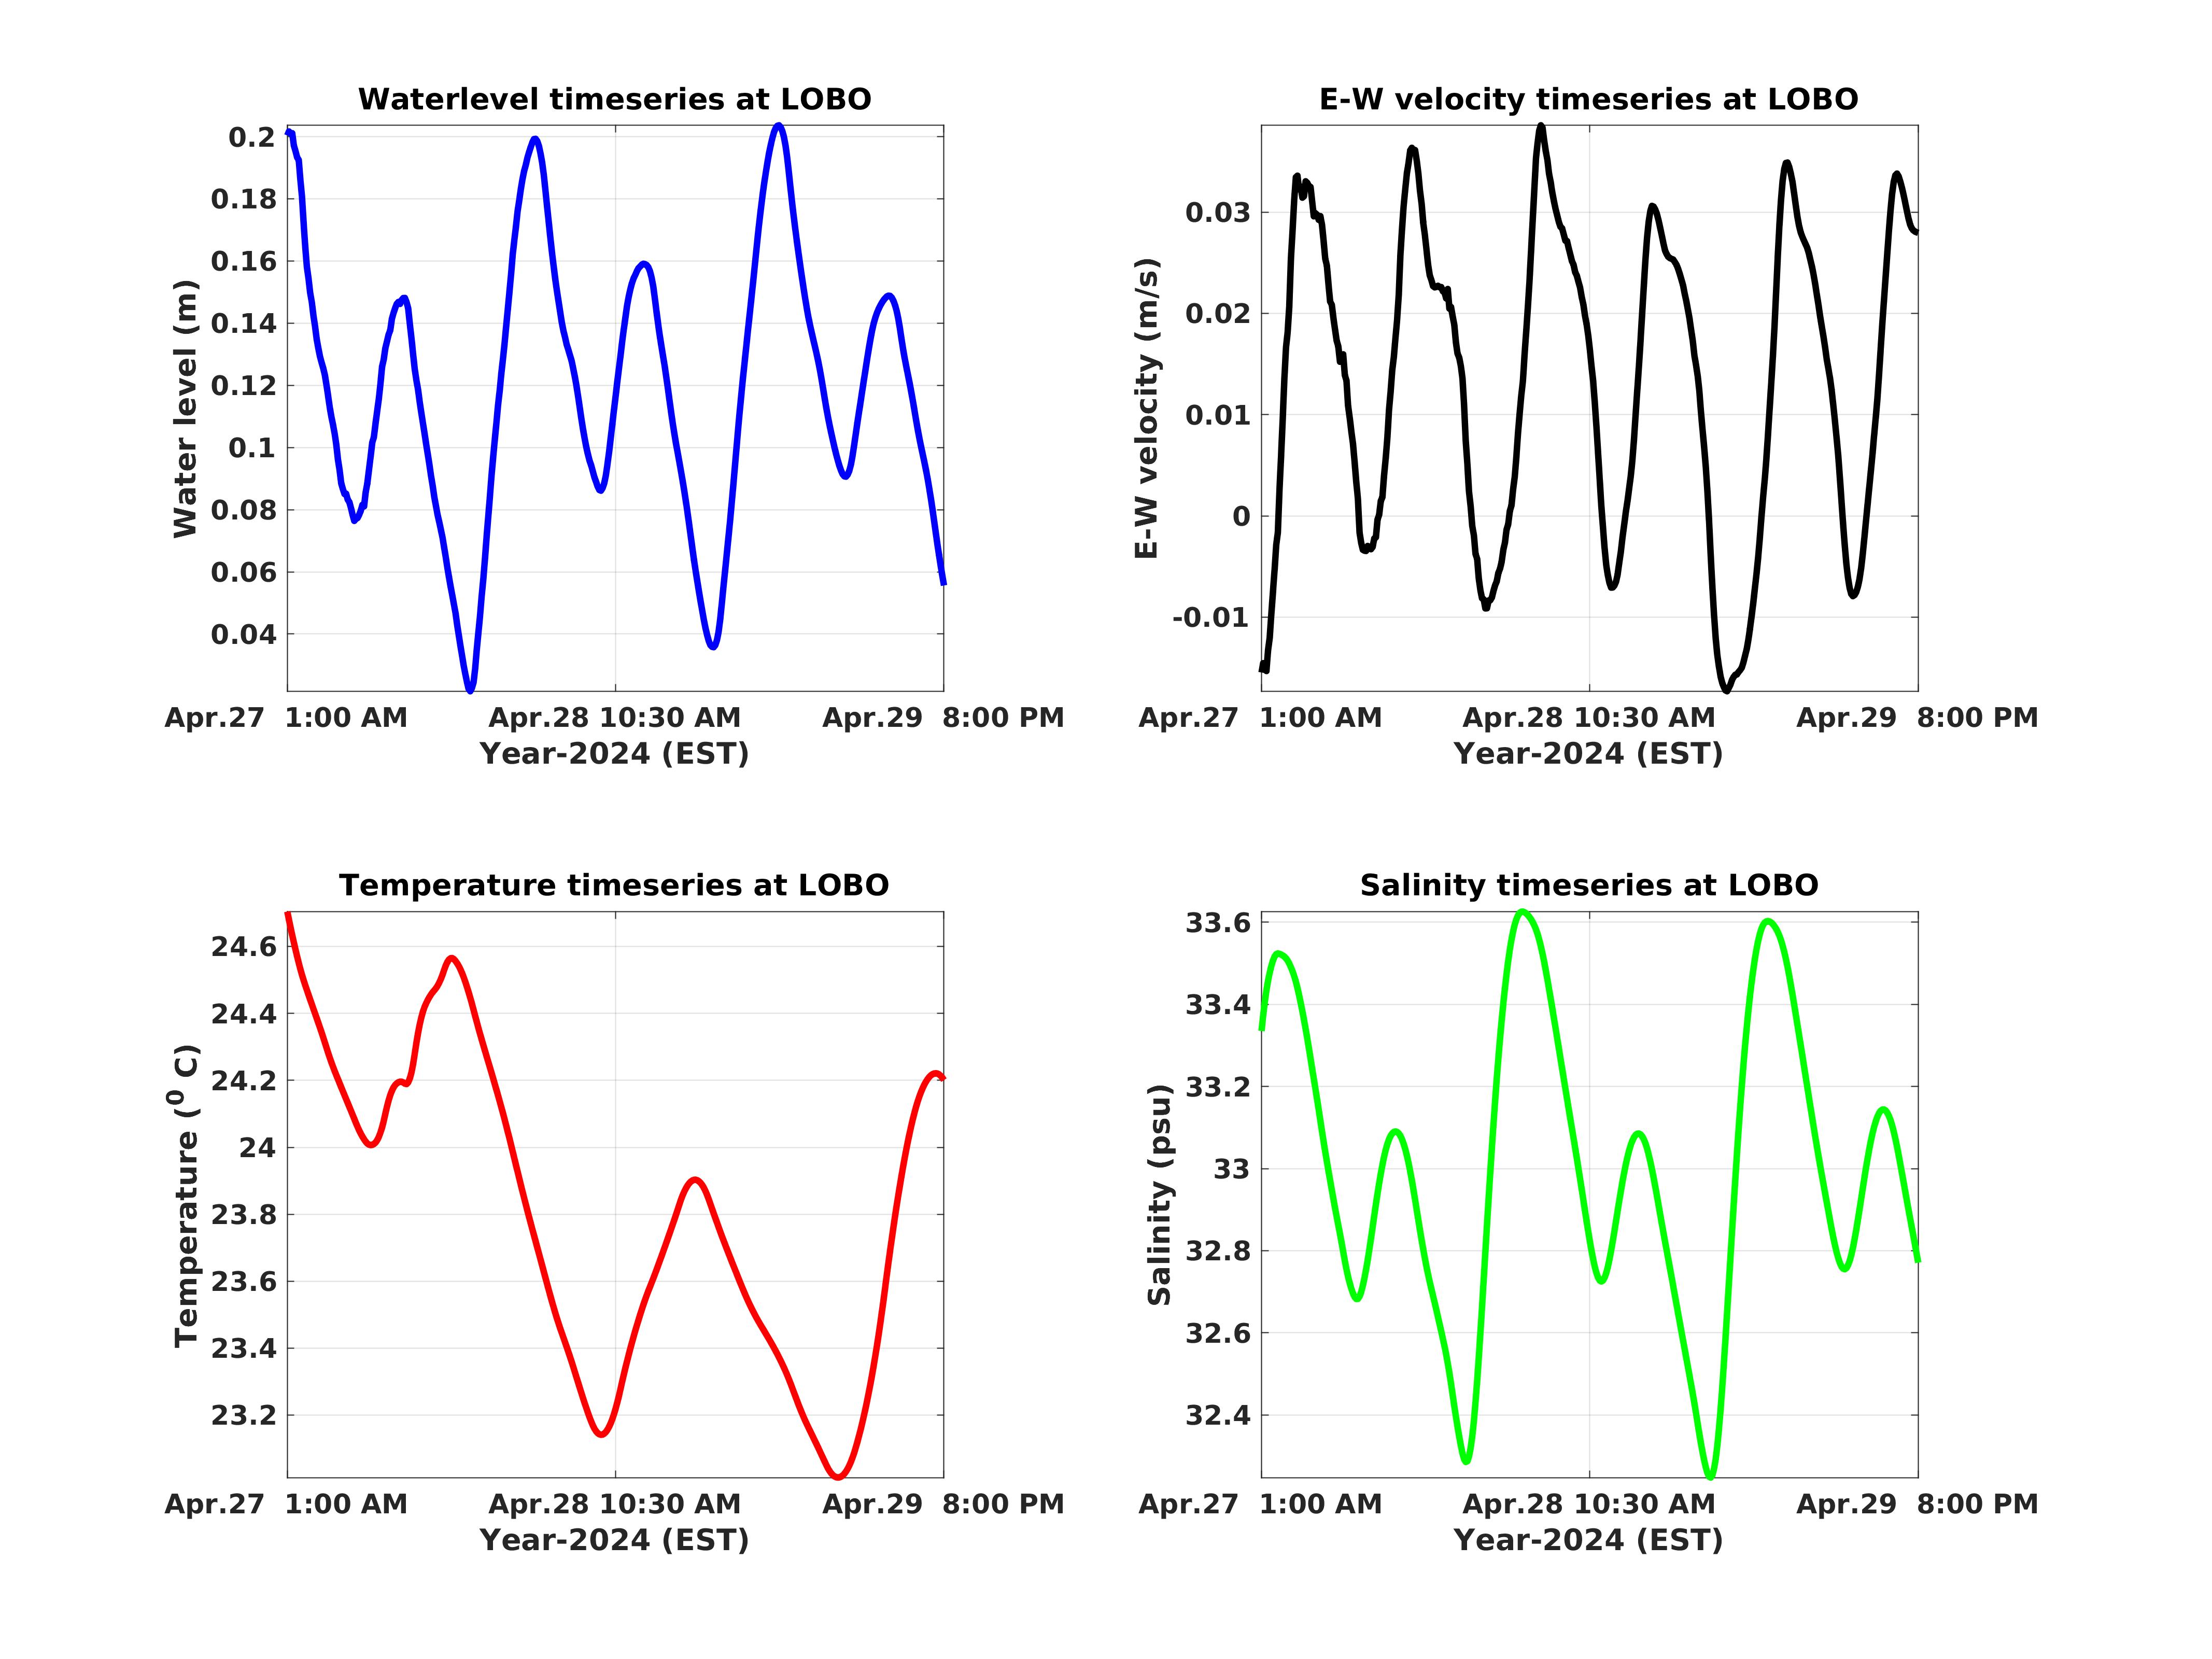 Waterlevel timeseries at LOBO
0.2
0.18
0.16
0.14
0.12
0.1
0.08
0.06
0.04
Water level (m)
Apr.27 1:00 AM Apr.28 10:30 AM Apr.29 8:00 PM
Year-2024 (EST)
E-W velocity timeseries at LOBO
0.03
0.02
0.01
0
-0.01
E-W velocity (m/s)
Apr.27 1:00 AM Apr.28 10:30 AM Apr.29 8:00 PM
Year-2024 (EST)
Temperature timeseries at LOBO
24.6
24.4
24.2
24
23.8
23.6
23.4
23.2
Temperature (⁰ C)
Apr.27 1:00 AM Apr.28 10:30 AM Apr.29 8:00 PM
Year-2024 (EST)
Salinity timeseries at LOBO
33.6
33.4
33.2
33
32.8
32.6
32.4
Salinity (psu)
Apr.27 1:00 AM Apr.28 10:30 AM Apr.29 8:00 PM
Year-2024 (EST)